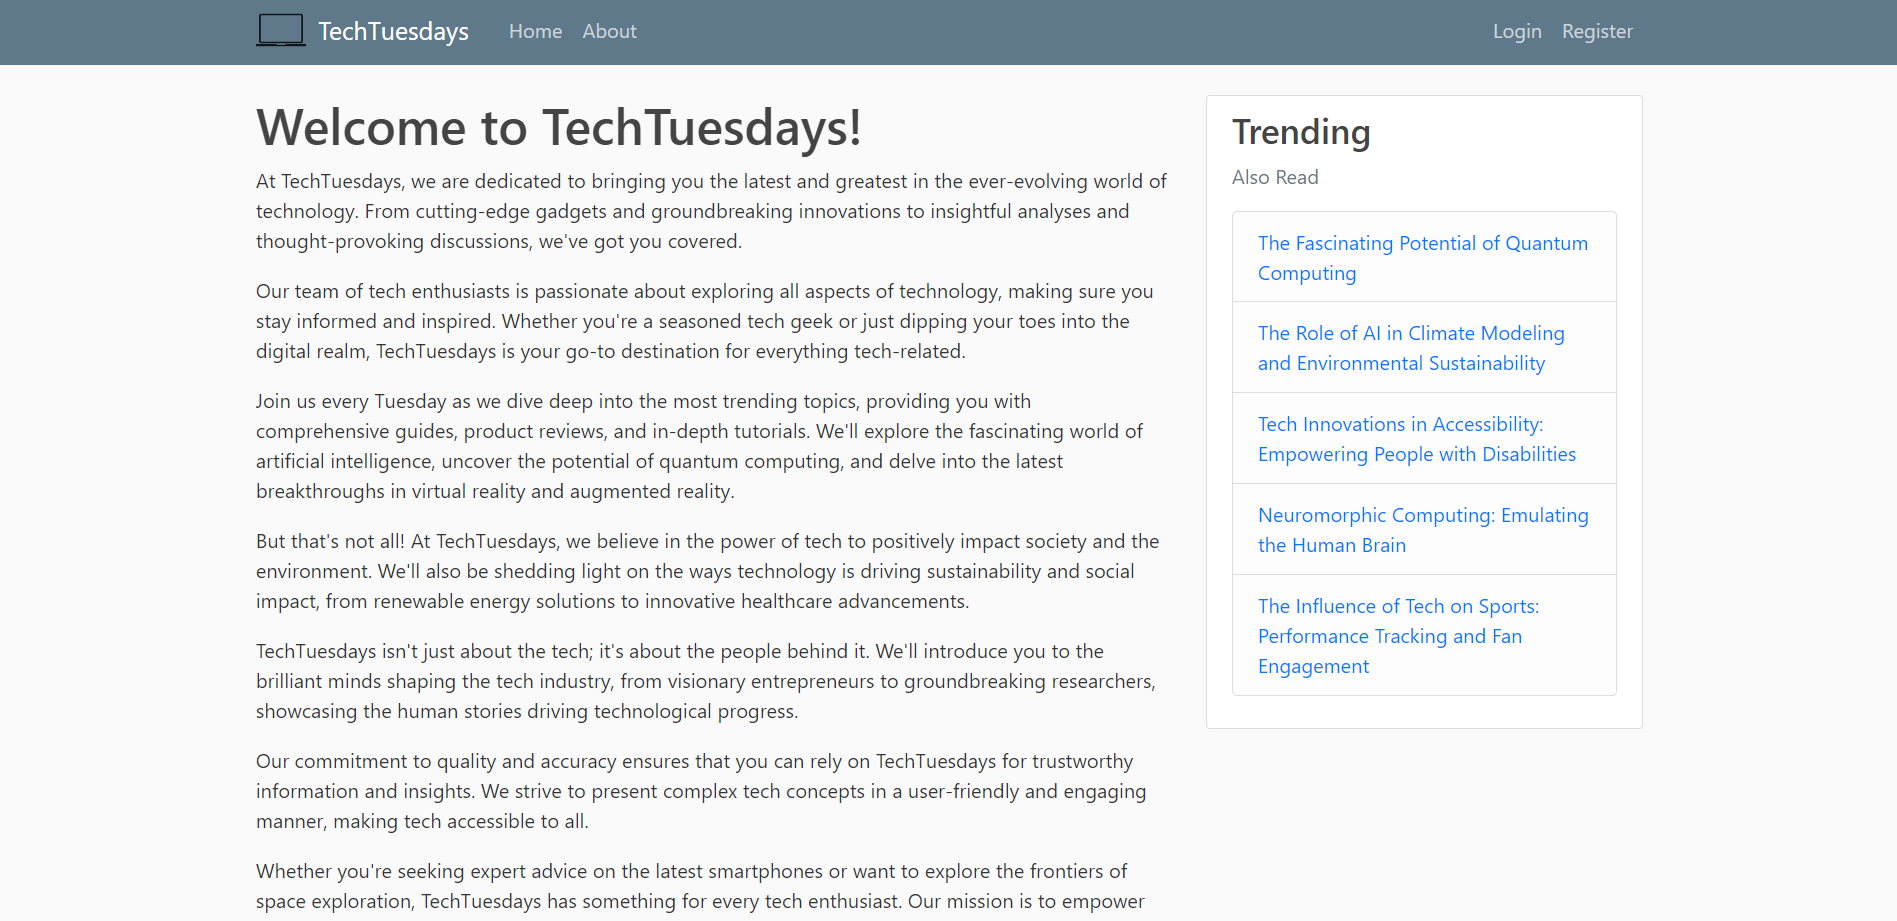 TechTuesdays Home About Login Register
Welcome to TechTuesdays!
At TechTuesdays, we are dedicated to bringing you the latest and greatest in the ever-evolving world of
technology. From cutting-edge gadgets and groundbreaking innovations to insightful analyses and
thought-provoking discussions, we've got you covered.
Our team of tech enthusiasts is passionate about exploring all aspects of technology, making sure you
stay informed and inspired. Whether you're a seasoned tech geek or just dipping your toes into the
digital realm, TechTuesdays is your go-to destination for everything tech-related.
Join us every Tuesday as we dive deep into the most trending topics, providing you with
comprehensive guides, product reviews, and in-depth tutorials. We'll explore the fascinating world of
artificial intelligence, uncover the potential of quantum computing, and delve into the latest
breakthroughs in virtual reality and augmented reality.
But that's not all! At TechTuesdays, we believe in the power of tech to positively impact society and the
environment. We'll also be shedding light on the ways technology is driving sustainability and social
impact, from renewable energy solutions to innovative healthcare advancements.
TechTuesdays isn't just about the tech; it's about the people behind it. We'll introduce you to the
brilliant minds shaping the tech industry, from visionary entrepreneurs to groundbreaking researchers,
showcasing the human stories driving technological progress.
Our commitment to quality and accuracy ensures that you can rely on TechTuesdays for trustworthy
information and insights. We strive to present complex tech concepts in a user-friendly and engaging
manner, making tech accessible to all.
Whether you're seeking expert advice on the latest smartphones or want to explore the frontiers of
space exploration, TechTuesdays has something for every tech enthusiast. Our mission is to empower
Trending
Also Read
The Fascinating Potential of Quantum
Computing
The Role of AI in Climate Modeling
and Environmental Sustainability
Tech Innovations in Accessibility:
Empowering People with Disabilities
Neuromorphic Computing: Emulating
the Human Brain
The Influence of Tech on Sports:
Performance Tracking and Fan
Engagement